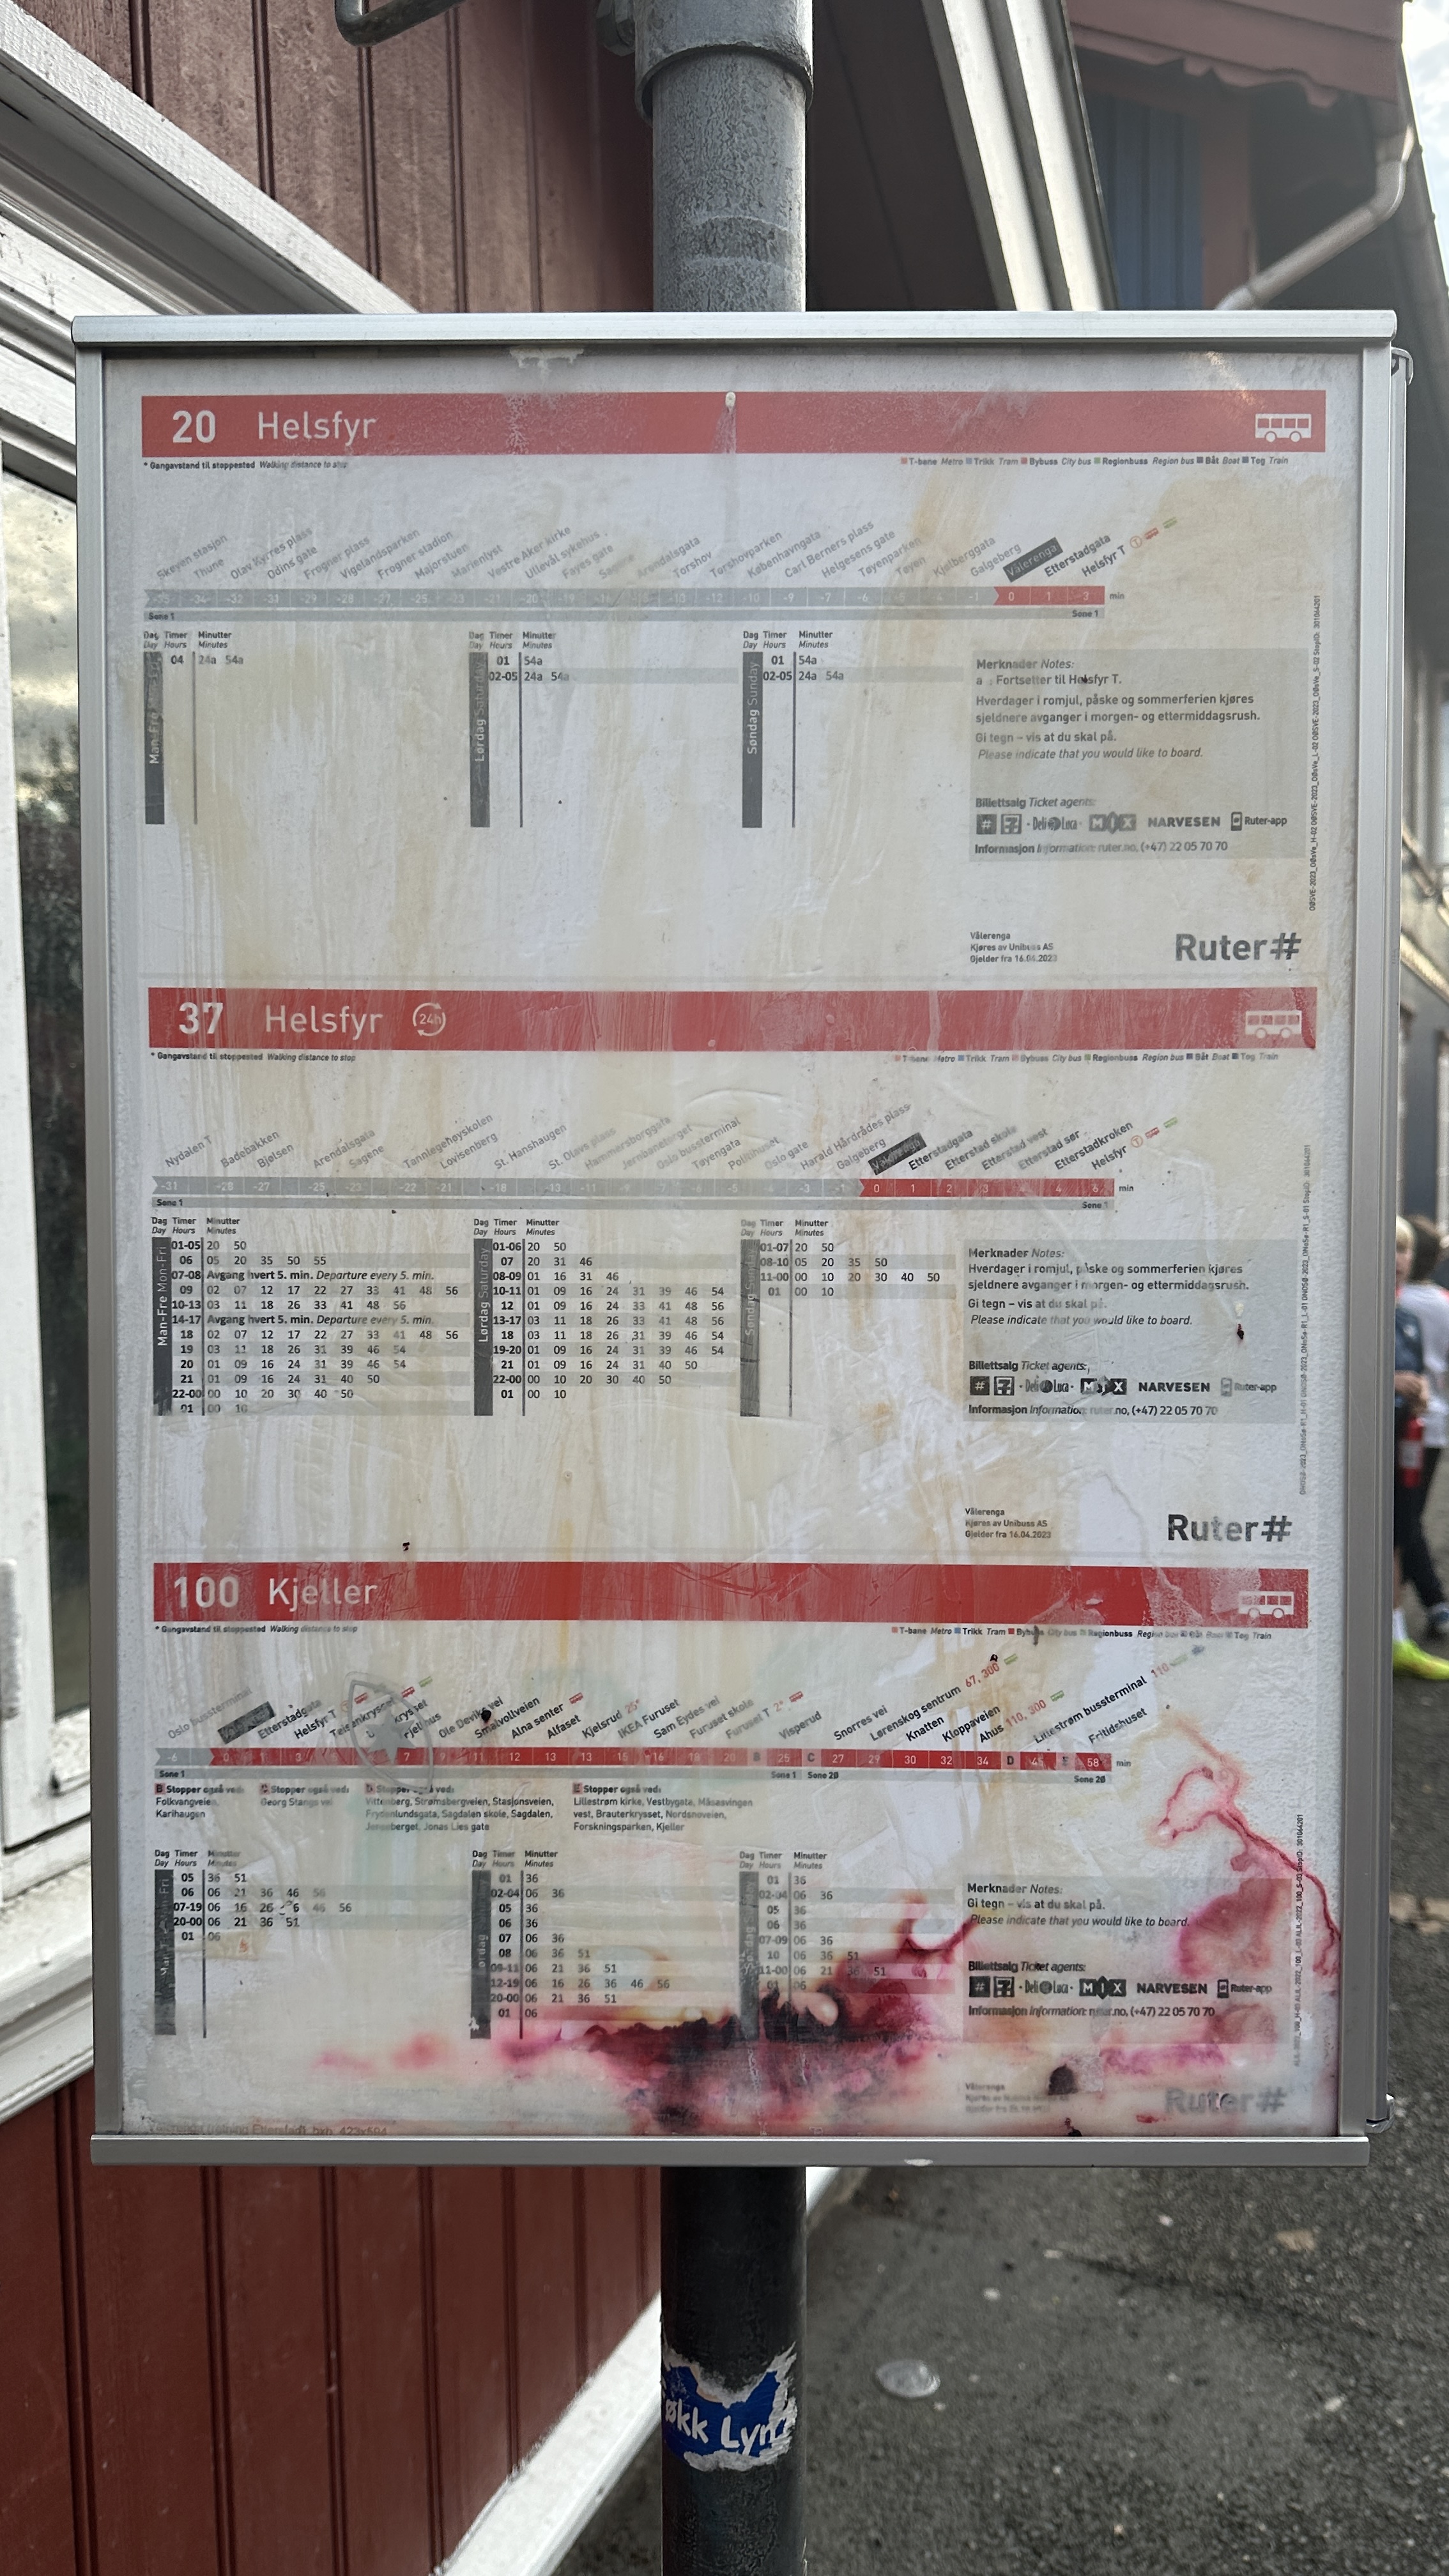 20 Helsfyr
* Gangavstand til stoppested Walking distance to stop
T-bane Metro Trikk Tram Bybuss City bus Regionbuss Region bus Båt Boat Tog Train
Skøyen stasjon Thune Olav Kyrres plass Odins gate Frogner plass Vigelandsparken Frogner stadion Majorstuen Marienlyst Vestre Aker kirke Ullevål sykehus Fayes gate Sagene Arendalsgata Torshov Torshovparken Københavngata Carl Berners plass Helgesens gate Tøyenparken Tøyen Kjølberggata Galgeberg Vålerenga Etterstadgata Helsfyr T
-35 -34 -32 -31 -29 -28 -27 -25 -23 -21 -20 -19 -13 -12 -10 -9 -7 -6 -5 -1 0 1 3 min
Sone 1 Sone 1
Dag Timer Minutter Dag Timer Minutter Dag Timer Minutter
Day Hours Minutes Day Hours Minutes Day Hours Minutes
Man-Fre
04 24a 54a
Lørdag Saturday
01 54a
02-05 24a 54a
Søndag Sunday
01 54a
02-05 24a 54a
Merknader Notes:
a : Fortsetter til Helsfyr T.
Hverdager i romjul, påske og sommerferien kjøres
sjeldnere avganger i morgen- og ettermiddagsrush.
Gi tegn – vis at du skal på.
Please indicate that you would like to board.
Billettsalg Ticket agents:
# 7 Deli Luca MIX NARVESEN Ruter-app
Informasjon Information: ruter.no, (+47) 22 05 70 70
Vålerenga
Kjøres av Unibuss AS
Gjelder fra 16.04.2023
Ruter#
37 Helsfyr 24h
* Gangavstand til stoppested Walking distance to stop
T-bane Metro Trikk Tram Bybuss City bus Regionbuss Region bus Båt Boat Tog Train
Nydalen T Badebakken Bjølsen Arendalsgata Sagene Tannlegehøyskolen Lovisenberg St. Hanshaugen St. Olavs plass Hammersborggata Jernbanetorget Oslo bussterminal Tøyengata Politihuset Oslo gate Harald Hårdrådes plass Galgeberg Vålerenga Etterstadgata Etterstad skole Etterstad vest Etterstad sør Etterstadkroken Helsfyr T
-31 -28 -27 -25 -23 -22 -21 -18 -13 -11 -9 -7 -6 -5 -3 -1 0 1 2 3 4 6 min
Sone 1 Sone 1
Dag Timer Minutter Dag Timer Minutter Dag Timer Minutter
Day Hours Minutes Day Hours Minutes Day Hours Minutes
Man-Fre Mon-Fri
01-05 20 50
06 05 20 35 50 55
07-08 Avgang hvert 5. min. Departure every 5. min.
09 02 07 12 17 22 27 33 41 48 56
10-13 03 11 18 26 33 41 48 56
14-17 Avgang hvert 5. min. Departure every 5. min.
18 02 07 12 17 22 27 33 41 48 56
19 03 11 18 26 31 39 46 54
20 01 09 16 24 31 39 46 54
21 01 09 16 24 31 40 50
22-00 00 10 20 30 40 50
01 00 10
Lørdag Saturday
01-06 20 50
07 20 31 46
08-09 01 16 31 46
10-11 01 09 16 24 31 39 46 54
12 01 09 16 24 33 41 48 56
13-17 03 11 18 26 33 41 48 56
18 03 11 18 26 31 39 46 54
19-20 01 09 16 24 31 39 46 54
21 01 09 16 24 31 40 50
22-00 00 10 20 30 40 50
01 00 10
Søndag Sunday
01-07 20 50
08-10 05 20 35 50
11-00 00 10 20 30 40 50
01 00 10
Merknader Notes:
Hverdager i romjul, påske og sommerferien kjøres
sjeldnere avganger i morgen- og ettermiddagsrush.
Gi tegn – vis at du skal på.
Please indicate that you would like to board.
Billettsalg Ticket agents:
# 7 Deli Luca MIX NARVESEN Ruter-app
Informasjon Information: ruter.no, (+47) 22 05 70 70
Vålerenga
Kjøres av Unibuss AS
Gjelder fra 16.04.2023
Ruter#
100 Kjeller
* Gangavstand til stoppested Walking distance to stop
T-bane Metro Trikk Tram Bybuss City bus Regionbuss Region bus Båt Boat Tog Train
Oslo bussterminal Vålerenga Etterstadgata Helsfyr T Ole Deviks vei Smalvollveien Alna senter Alfaset Kjelsrud 25* IKEA Furuset Sam Eydes vei Furuset skole Furuset T 2* Visperud Snorres vei Lørenskog sentrum 67, 300 Knatten Kloppaveien Ahus 110, 300 Lillestrøm bussterminal 110 Fritidshuset
-6 0 1 3 7 9 11 12 13 13 15 16 18 20 B 25 C 27 29 30 32 34 D 45 E 58 min
Sone 1 Sone 1 Sone 2Ø Sone 2Ø
B Stopper også ved:
Folkvangveien,
Karihaugen
C Stopper også ved:
Georg Stangs vei
D Stopper også ved:
Vittenberg, Strømsbergveien, Stasjonsveien,
Frydenlundsgata, Sagdalen skole, Sagdalen,
Jonsberget, Jonas Lies gate
E Stopper også ved:
Lillestrøm kirke, Vestbygata, Måsasvingen
vest, Brauterkrysset, Nordsnoveien,
Forskningsparken, Kjeller
Dag Timer Minutter Dag Timer Minutter Dag Timer Minutter
Day Hours Minutes Day Hours Minutes Day Hours Minutes
05 36 51
06 06 21 36 46 56
07-19 06 16 26 46 56
20-00 06 21 36 51
01 06
Lørdag
01 36
02-04 06 36
05 36
06 36
07 06 36
08 06 36 51
09-11 06 21 36 51
12-19 06 16 26 36 46 56
20-00 06 21 36 51
01 06
01 36
02-04 06 36
05 36
06 36
07-09 06 36
10 06 36 51
11-00 06 21 36 51
01 06
Merknader Notes:
Gi tegn – vis at du skal på.
Please indicate that you would like to board.
Billettsalg Ticket agents:
# 7 Deli Luca MIX NARVESEN Ruter-app
Informasjon Information: ruter.no, (+47) 22 05 70 70
Vålerenga
Ruter#
økk Lyn